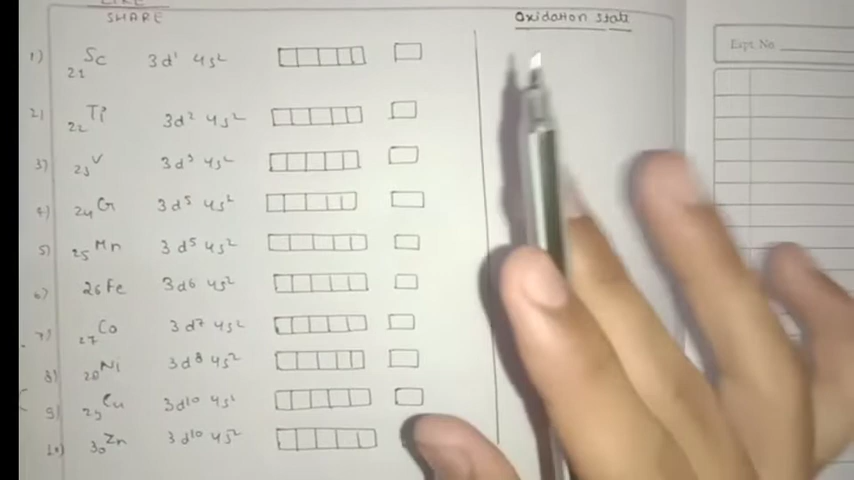 LIKE
SHARE
Oxidation state
Expt. No.
1) 21Sc 3d¹ 4s²
2) 22Ti 3d² 4s²
3) 23V 3d³ 4s²
4) 24Cr 3d⁵ 4s²
5) 25Mn 3d⁵ 4s²
6) 26Fe 3d6 4s²
7) 27Co 3d7 4s²
8) 28Ni 3d8 4s²
9) 29Cu 3d10 4s¹
10) 30Zn 3d10 4s²